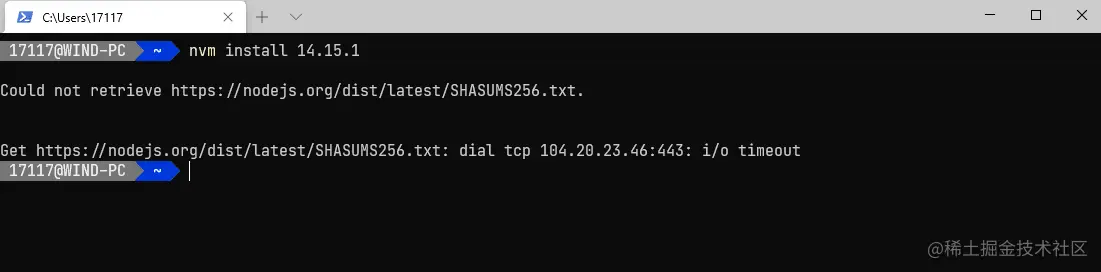 C:\Users\17117
17117@WIND-PC ~ nvm install 14.15.1
Could not retrieve https://nodejs.org/dist/latest/SHASUMS256.txt.
Get https://nodejs.org/dist/latest/SHASUMS256.txt: dial tcp 104.20.23.46:443: i/o timeout
17117@WIND-PC ~
@稀土掘金技术社区